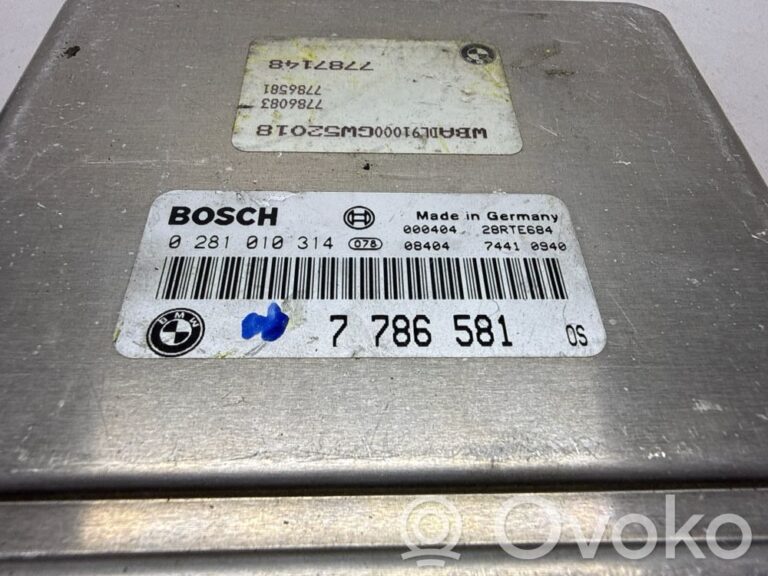 7787148
7786581
7786083
WBADL91000GW52018
BOSCH
Made in Germany
0 281 010 314 078
000404 28RTE684
08404 7441 0940
BMW
7 786 581 OS
Ovoko